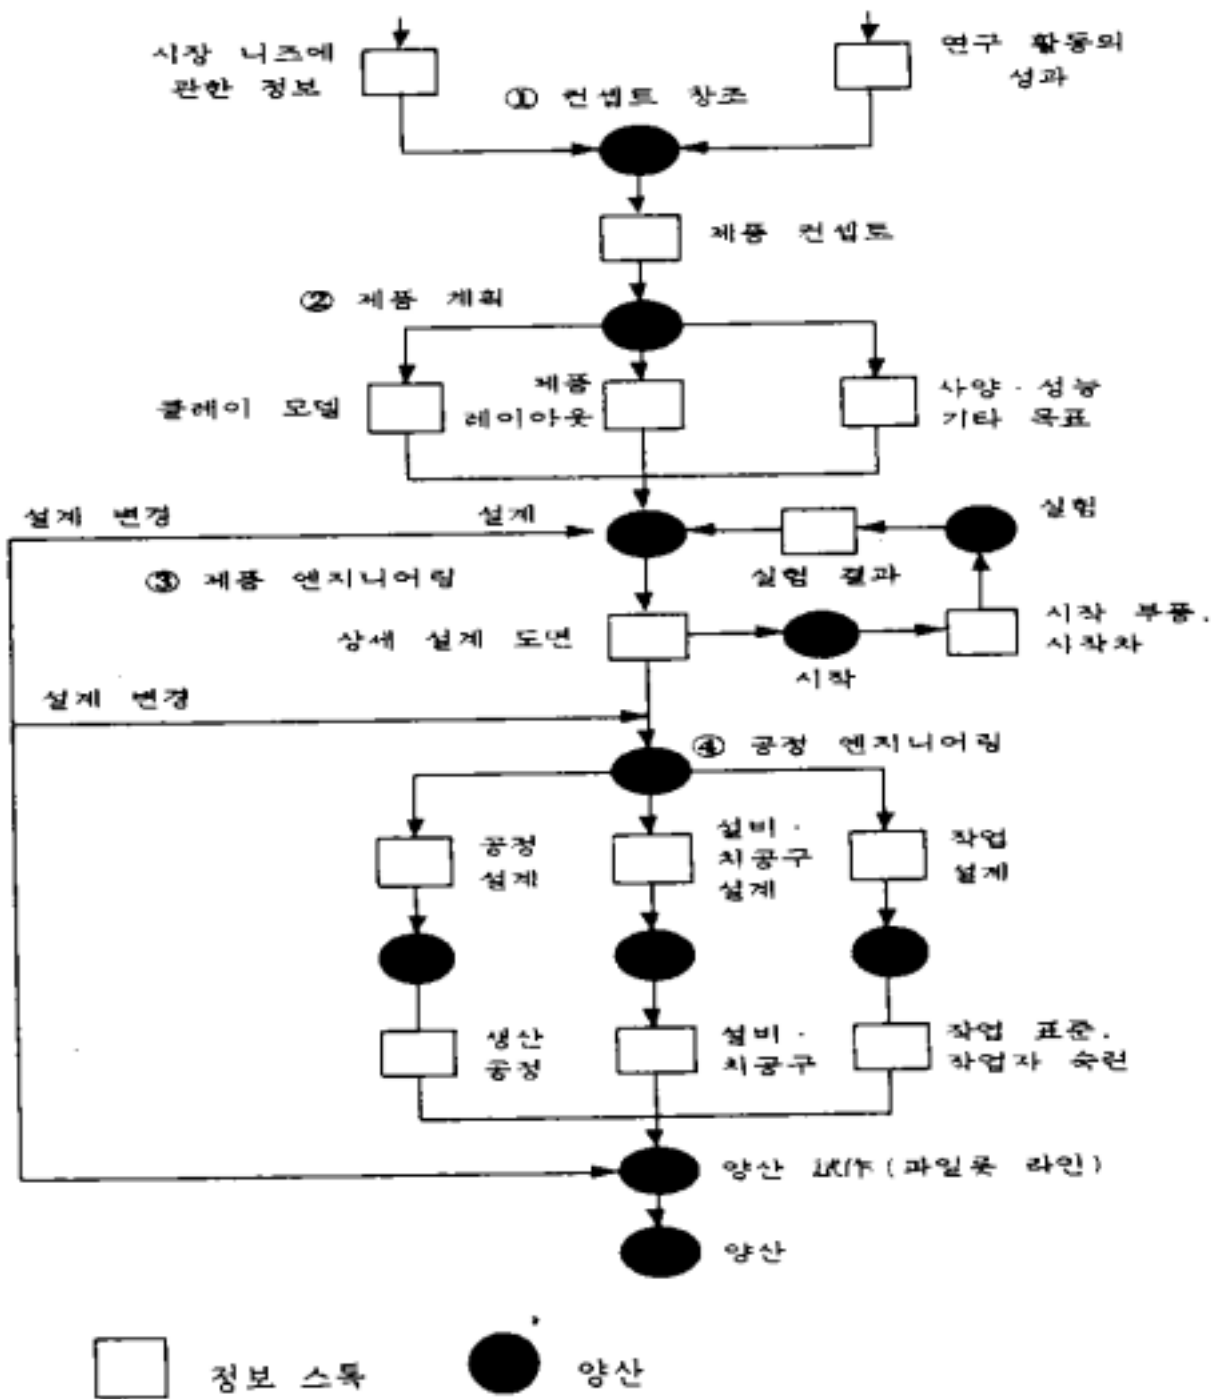 시장 니즈에
관한 정보
연구 활동의
성과
① 컨셉트 창조
제품 컨셉트
② 제품 계획
클레이 모델
제품
레이아웃
사양·성능
기타 목표
설계 변경
설계
실험
실험 결과
③ 제품 엔지니어링
상세 설계 도면
시작
시작 부품.
시작차
설계 변경
④ 공정 엔지니어링
공정
설계
설비·
치공구
설계
작업
설계
생산
공정
설비·
치공구
작업 표준.
작업자 숙련
양산 試作(파일롯 라인)
양산
정보 스톡
양산